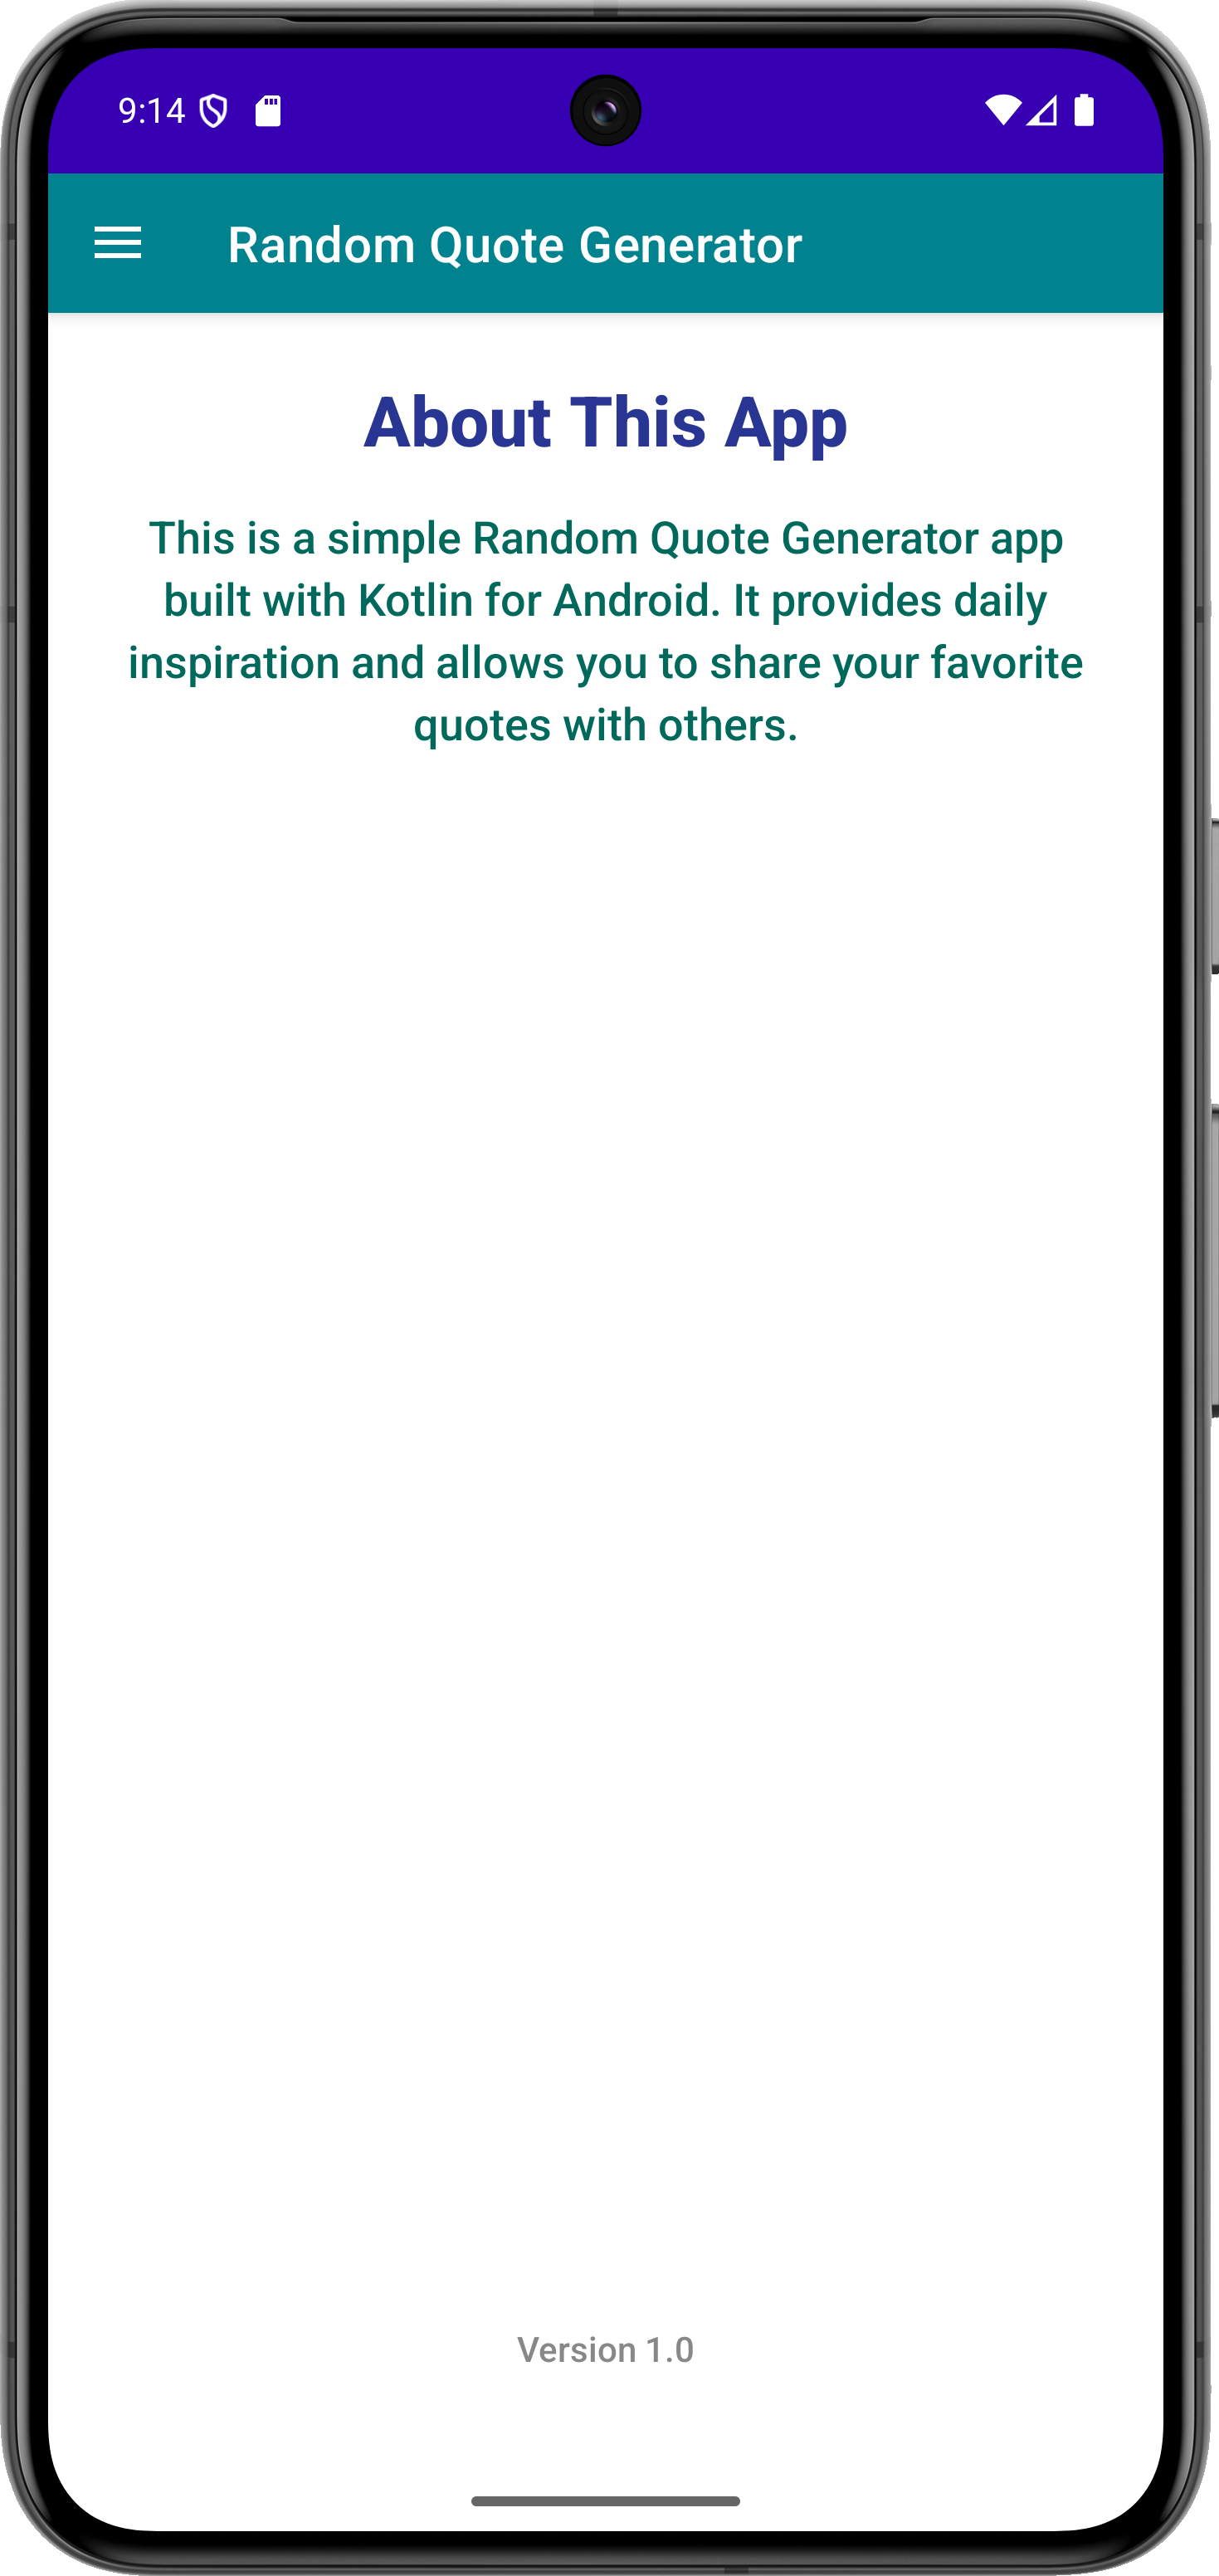 9:14
Random Quote Generator
About This App
This is a simple Random Quote Generator app
built with Kotlin for Android. It provides daily
inspiration and allows you to share your favorite
quotes with others.
Version 1.0